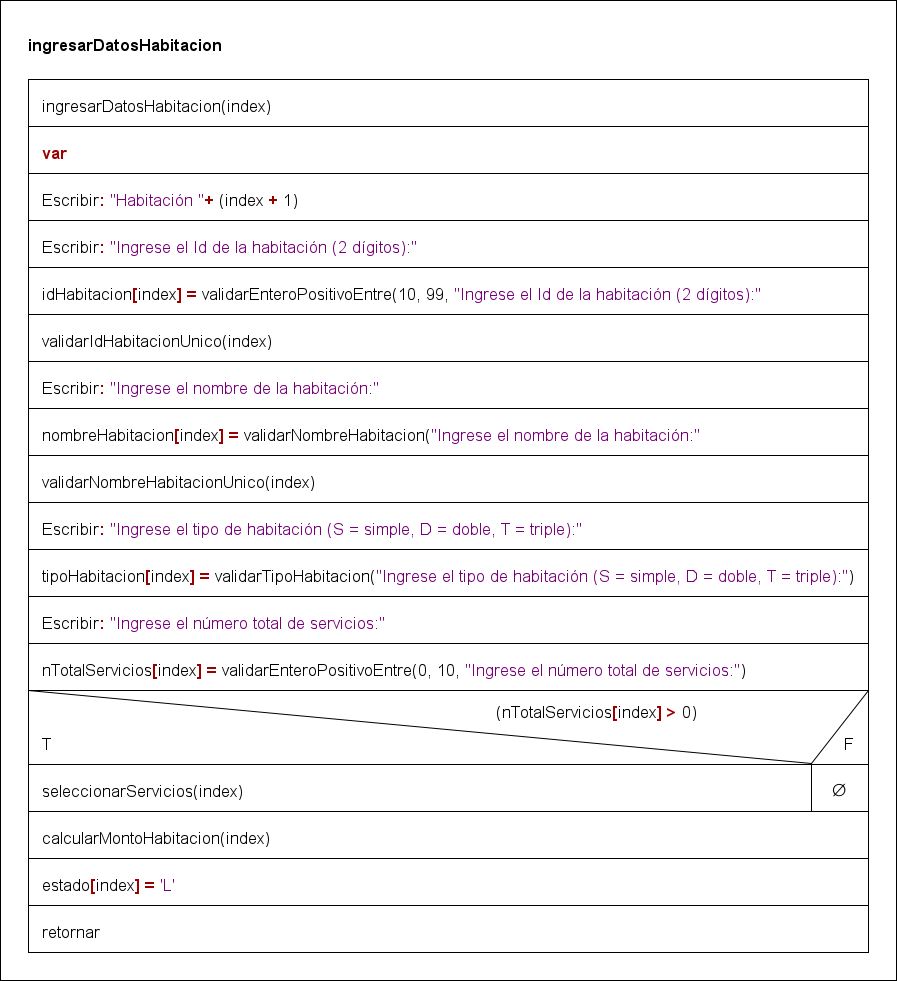 ingresarDatosHabitacion
ingresarDatosHabitacion(index)
var
Escribir: "Habitación "+ (index + 1)
Escribir: "Ingrese el Id de la habitación (2 dígitos):"
idHabitacion[index] = validarEnteroPositivoEntre(10, 99, "Ingrese el Id de la habitación (2 dígitos):"
validarIdHabitacionUnico(index)
Escribir: "Ingrese el nombre de la habitación:"
nombreHabitacion[index] = validarNombreHabitacion("Ingrese el nombre de la habitación:"
validarNombreHabitacionUnico(index)
Escribir: "Ingrese el tipo de habitación (S = simple, D = doble, T = triple):"
tipoHabitacion[index] = validarTipoHabitacion("Ingrese el tipo de habitación (S = simple, D = doble, T = triple):")
Escribir: "Ingrese el número total de servicios:"
nTotalServicios[index] = validarEnteroPositivoEntre(0, 10, "Ingrese el número total de servicios:")
(nTotalServicios[index] > 0)
T F
seleccionarServicios(index) ∅
calcularMontoHabitacion(index)
estado[index] = 'L'
retornar